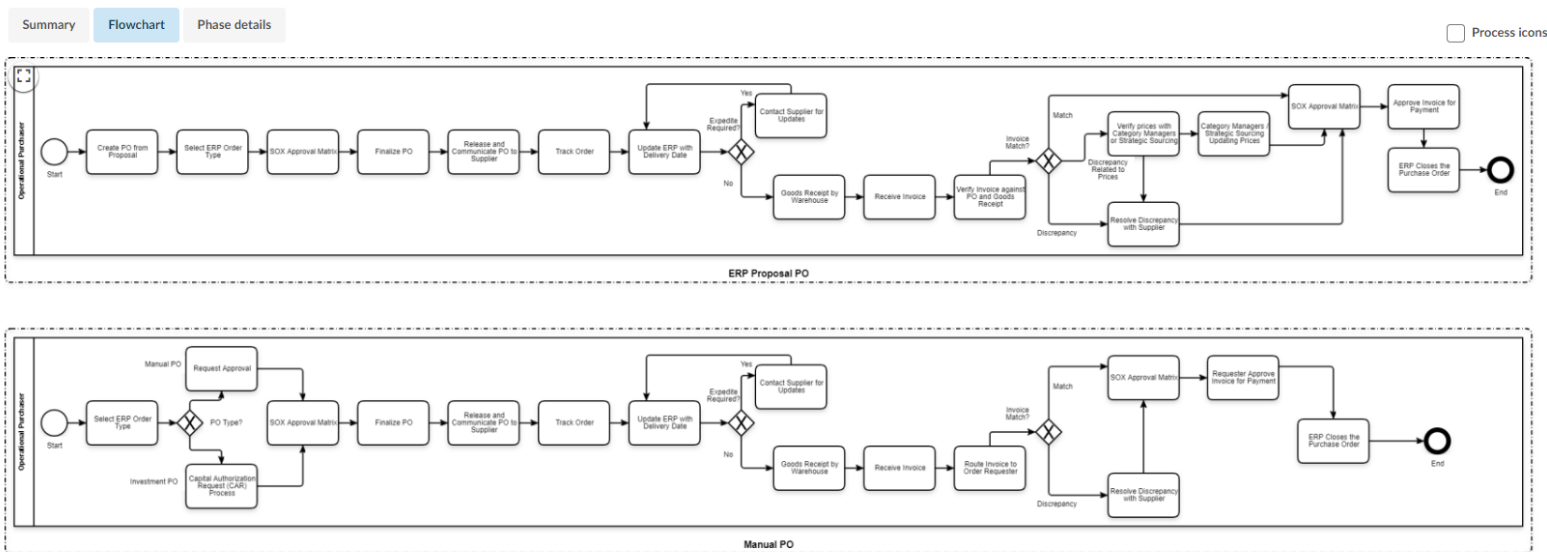 Summary
Flowchart
Phase details
Process icons
Operational Purchaser
Start
Create PO from
Proposal
Select ERP Order
Type
SOX Approval Matrix
Finalize PO
Release and
Communicate PO to
Supplier
Track Order
Update ERP with
Delivery Date
Expedite
Required?
Yes
Contact Supplier for
Updates
No
Goods Receipt by
Warehouse
Receive Invoice
Verify Invoice against
PO and Goods
Receipt
Invoice
Match?
Match
Verify prices with
Category Managers
or Strategic Sourcing
Category Managers /
Strategic Sourcing
Updating Prices
Discrepancy
Related to
Prices
Discrepancy
Resolve Discrepancy
with Supplier
SOX Approval Matrix
Approve Invoice for
Payment
ERP Closes the
Purchase Order
End
ERP Proposal PO
Operational Purchaser
Start
Select ERP Order
Type
Manual PO
Request Approval
PO Type?
Investment PO
Capital Authorization
Request (CAR)
Process
SOX Approval Matrix
Finalize PO
Release and
Communicate PO to
Supplier
Track Order
Update ERP with
Delivery Date
Expedite
Required?
Yes
Contact Supplier for
Updates
No
Goods Receipt by
Warehouse
Receive Invoice
Route Invoice to
Order Requester
Invoice
Match?
Match
Discrepancy
Resolve Discrepancy
with Supplier
SOX Approval Matrix
Requester Approve
Invoice for Payment
ERP Closes the
Purchase Order
End
Manual PO